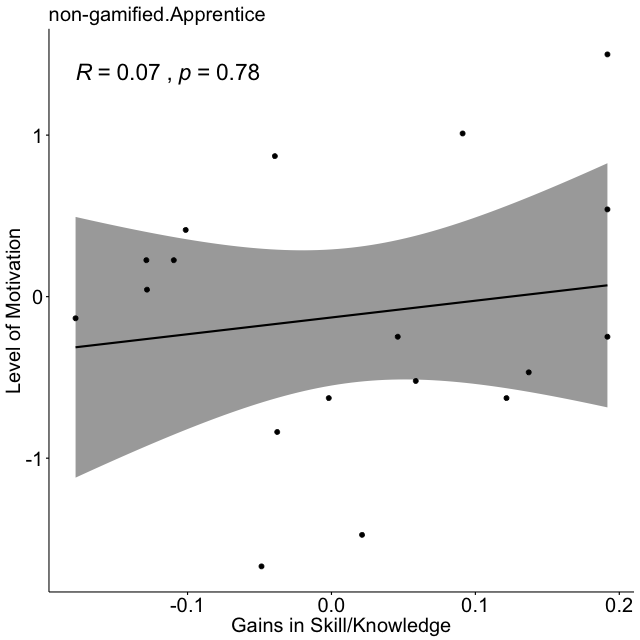 non-gamified.Apprentice
R = 0.07 , p = 0.78
Level of Motivation
1
0
-1
-0.1 0.0 0.1 0.2
Gains in Skill/Knowledge